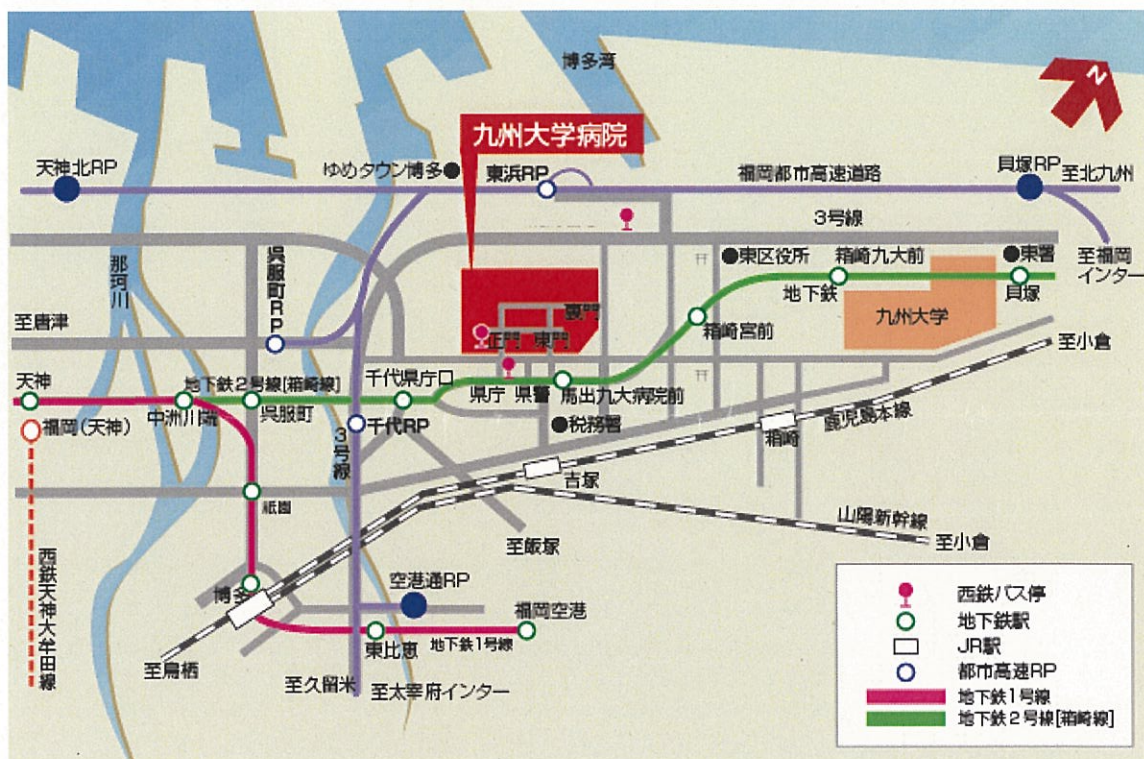 博多湾
N
九州大学病院
天神北RP
ゆめタウン博多
東浜RP
福岡都市高速道路
貝塚RP
至北九州
3号線
那珂川
呉服町RP
東区役所
箱崎九大前
東署
至福岡
インター
地下鉄
貝塚
至唐津
裏門
正門
東門
箱崎宮前
九州大学
至小倉
天神
地下鉄2号線[箱崎線]
千代県庁口
県庁
県警
馬出九大病院前
福岡(天神)
中洲川端
呉服町
千代RP
税務署
3号線
箱崎
鹿児島本線
吉塚
祇園
山陽新幹線
至飯塚
至小倉
西鉄天神大牟田線
博多
空港通RP
福岡空港
東比恵
地下鉄1号線
至鳥栖
至久留米
至太宰府インター
西鉄バス停
地下鉄駅
JR駅
都市高速RP
地下鉄1号線
地下鉄2号線[箱崎線]